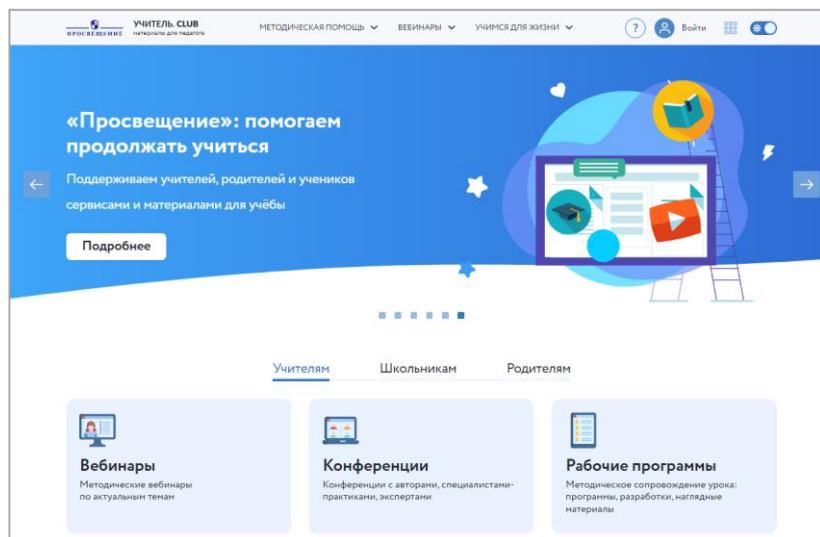 ПРОСВЕЩЕНИЕ
УЧИТЕЛЬ. CLUB
материалы для педагога
МЕТОДИЧЕСКАЯ ПОМОЩЬ
ВЕБИНАРЫ
УЧИМСЯ ДЛЯ ЖИЗНИ
?
Войти
«Просвещение»: помогаем
продолжать учиться
Поддерживаем учителей, родителей и учеников
сервисами и материалами для учёбы
Подробнее
Учителям
Школьникам
Родителям
Вебинары
Методические вебинары
по актуальным темам
Конференции
Конференции с авторами, специалистами-
практиками, экспертами
Рабочие программы
Методическое сопровождение урока:
программы, разработки, наглядные
материалы